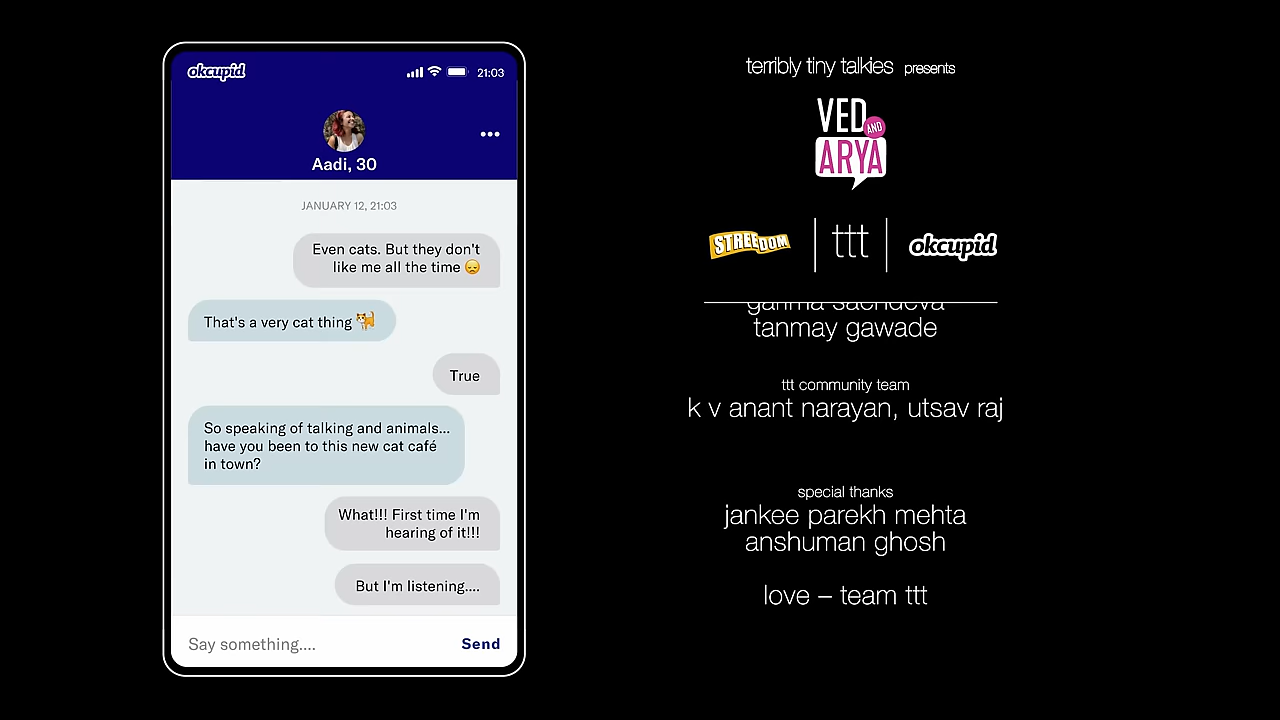 okcupid
21:03
Aadi, 30
JANUARY 12, 21:03
Even cats. But they don't
like me all the time
That's a very cat thing
True
So speaking of talking and animals...
have you been to this new cat café
in town?
What!!! First time I'm
hearing of it!!!
But I'm listening....
Say something....
Send
terribly tiny talkies presents
VED
AND
ARYA
STREEDOM
ttt
okcupid
garima sachdeva
tanmay gawade
ttt community team
k v anant narayan, utsav raj
special thanks
jankee parekh mehta
anshuman ghosh
love – team ttt